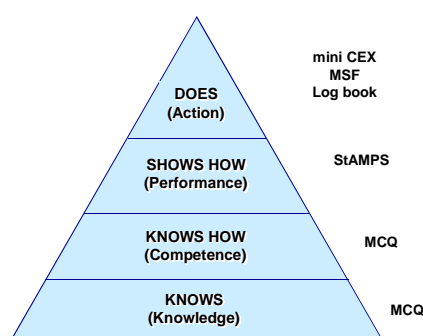 mini CEX
MSF
Log book
DOES
(Action)
SHOWS HOW
(Performance)
StAMPS
KNOWS HOW
(Competence)
MCQ
KNOWS
(Knowledge)
MCQ